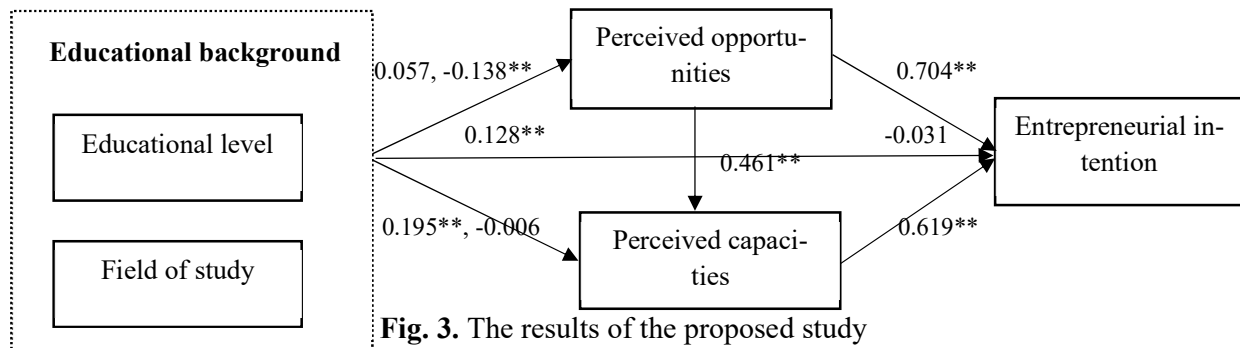 Educational background
Educational level
Field of study
0.057, -0.138**
0.128**
0.195**, -0.006
Perceived opportu-
nities
0.461**
Perceived capaci-
ties
0.704**
-0.031
0.619**
Entrepreneurial in-
tention
Fig. 3. The results of the proposed study